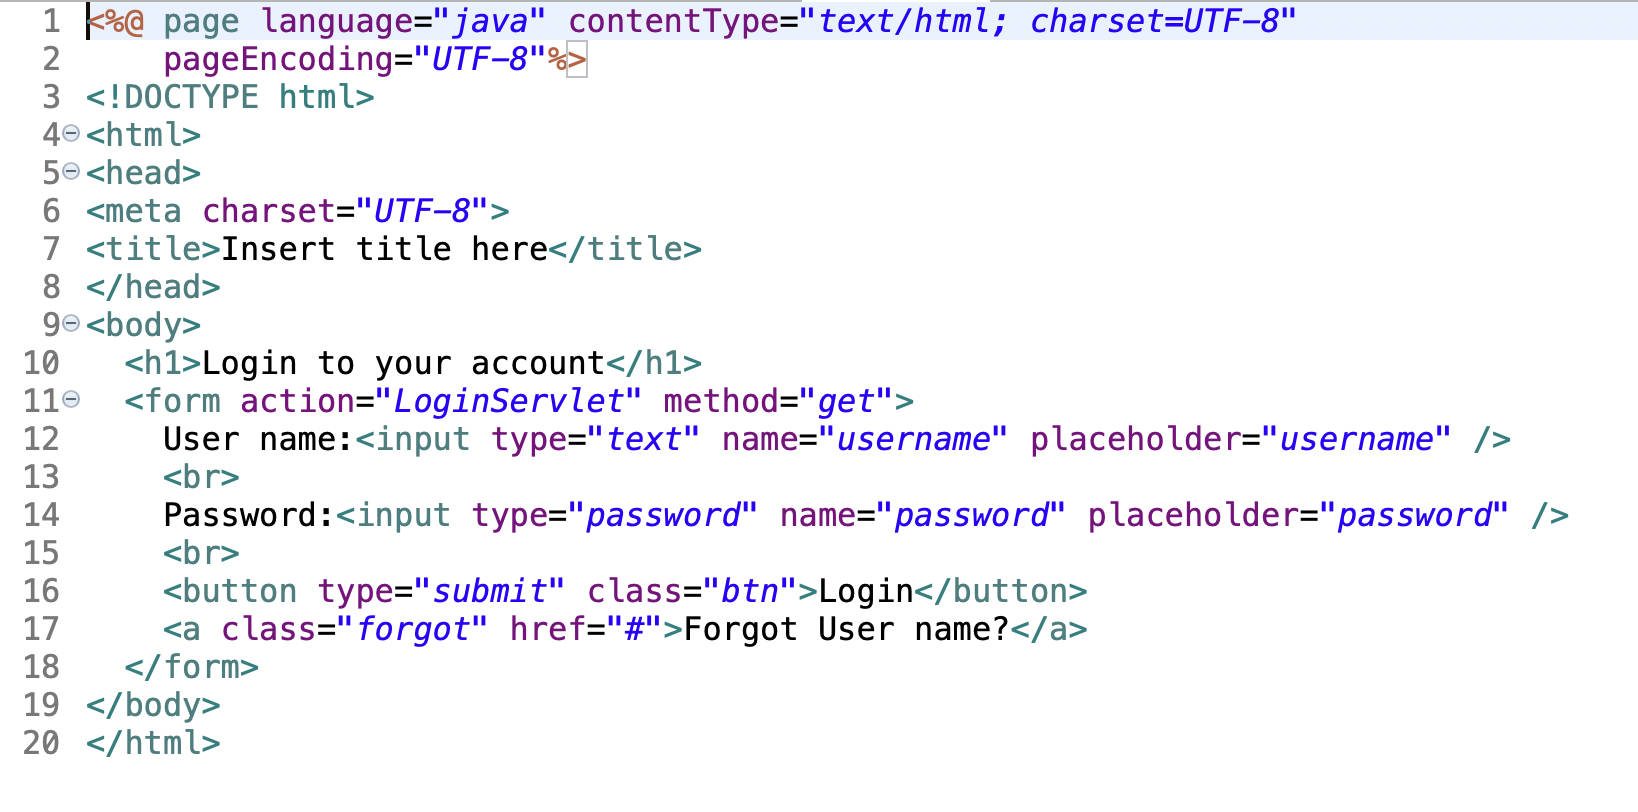 1 <%@ page language="java" contentType="text/html; charset=UTF-8"
2     pageEncoding="UTF-8"%>
3 <!DOCTYPE html>
4 <html>
5 <head>
6 <meta charset="UTF-8">
7 <title>Insert title here</title>
8 </head>
9 <body>
10   <h1>Login to your account</h1>
11   <form action="LoginServlet" method="get">
12     User name:<input type="text" name="username" placeholder="username" />
13     <br>
14     Password:<input type="password" name="password" placeholder="password" />
15     <br>
16     <button type="submit" class="btn">Login</button>
17     <a class="forgot" href="#">Forgot User name?</a>
18   </form>
19 </body>
20 </html>